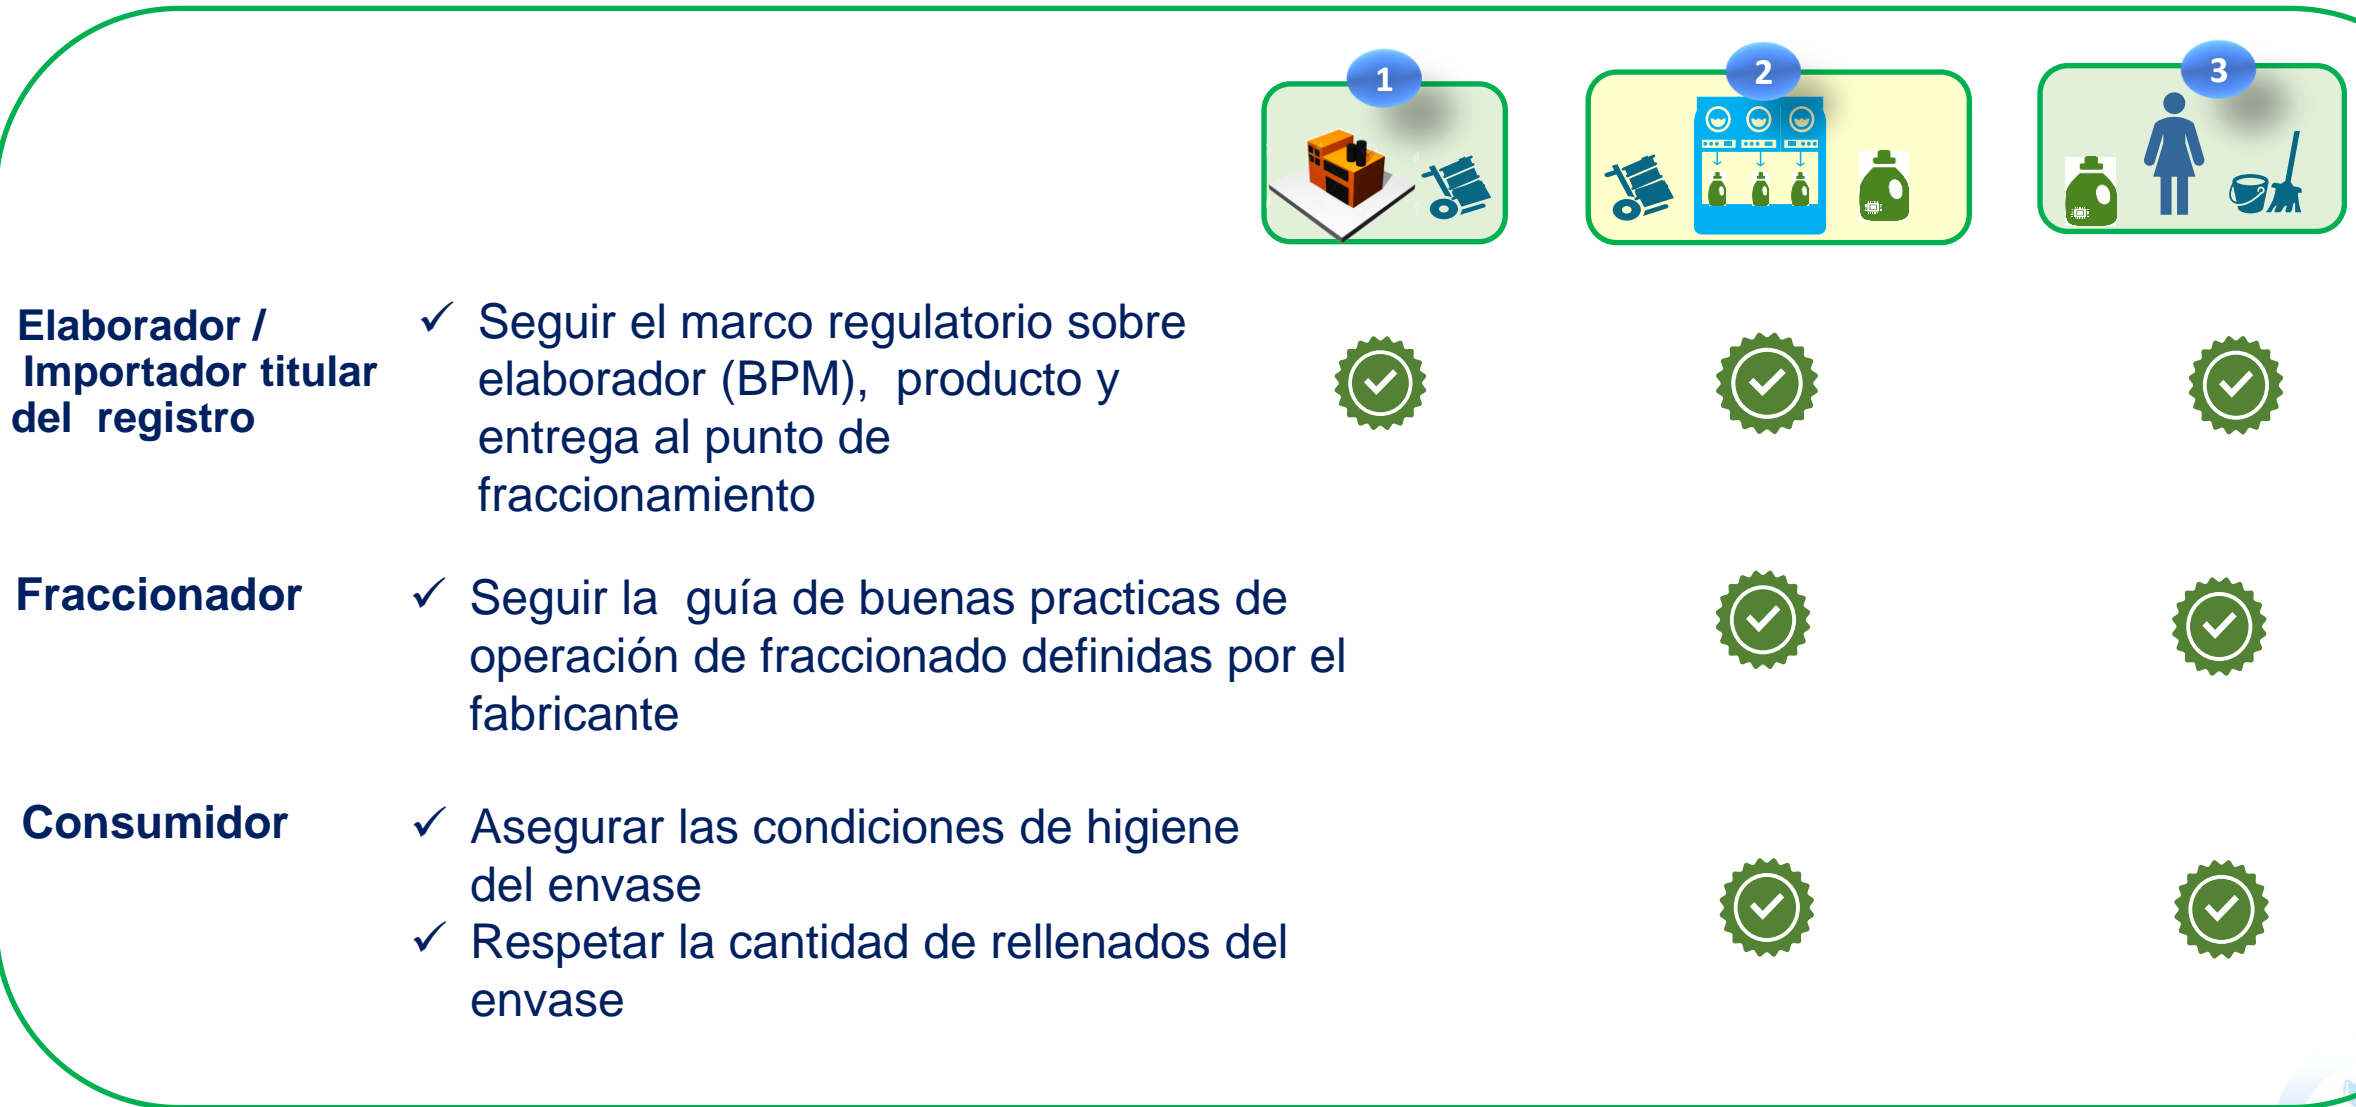 1
2
3
Elaborador /
Importador titular
del registro
✓ Seguir el marco regulatorio sobre
elaborador (BPM), producto y
entrega al punto de
fraccionamiento
Fraccionador
✓ Seguir la guía de buenas practicas de
operación de fraccionado definidas por el
fabricante
Consumidor
✓ Asegurar las condiciones de higiene
del envase
✓ Respetar la cantidad de rellenados del
envase